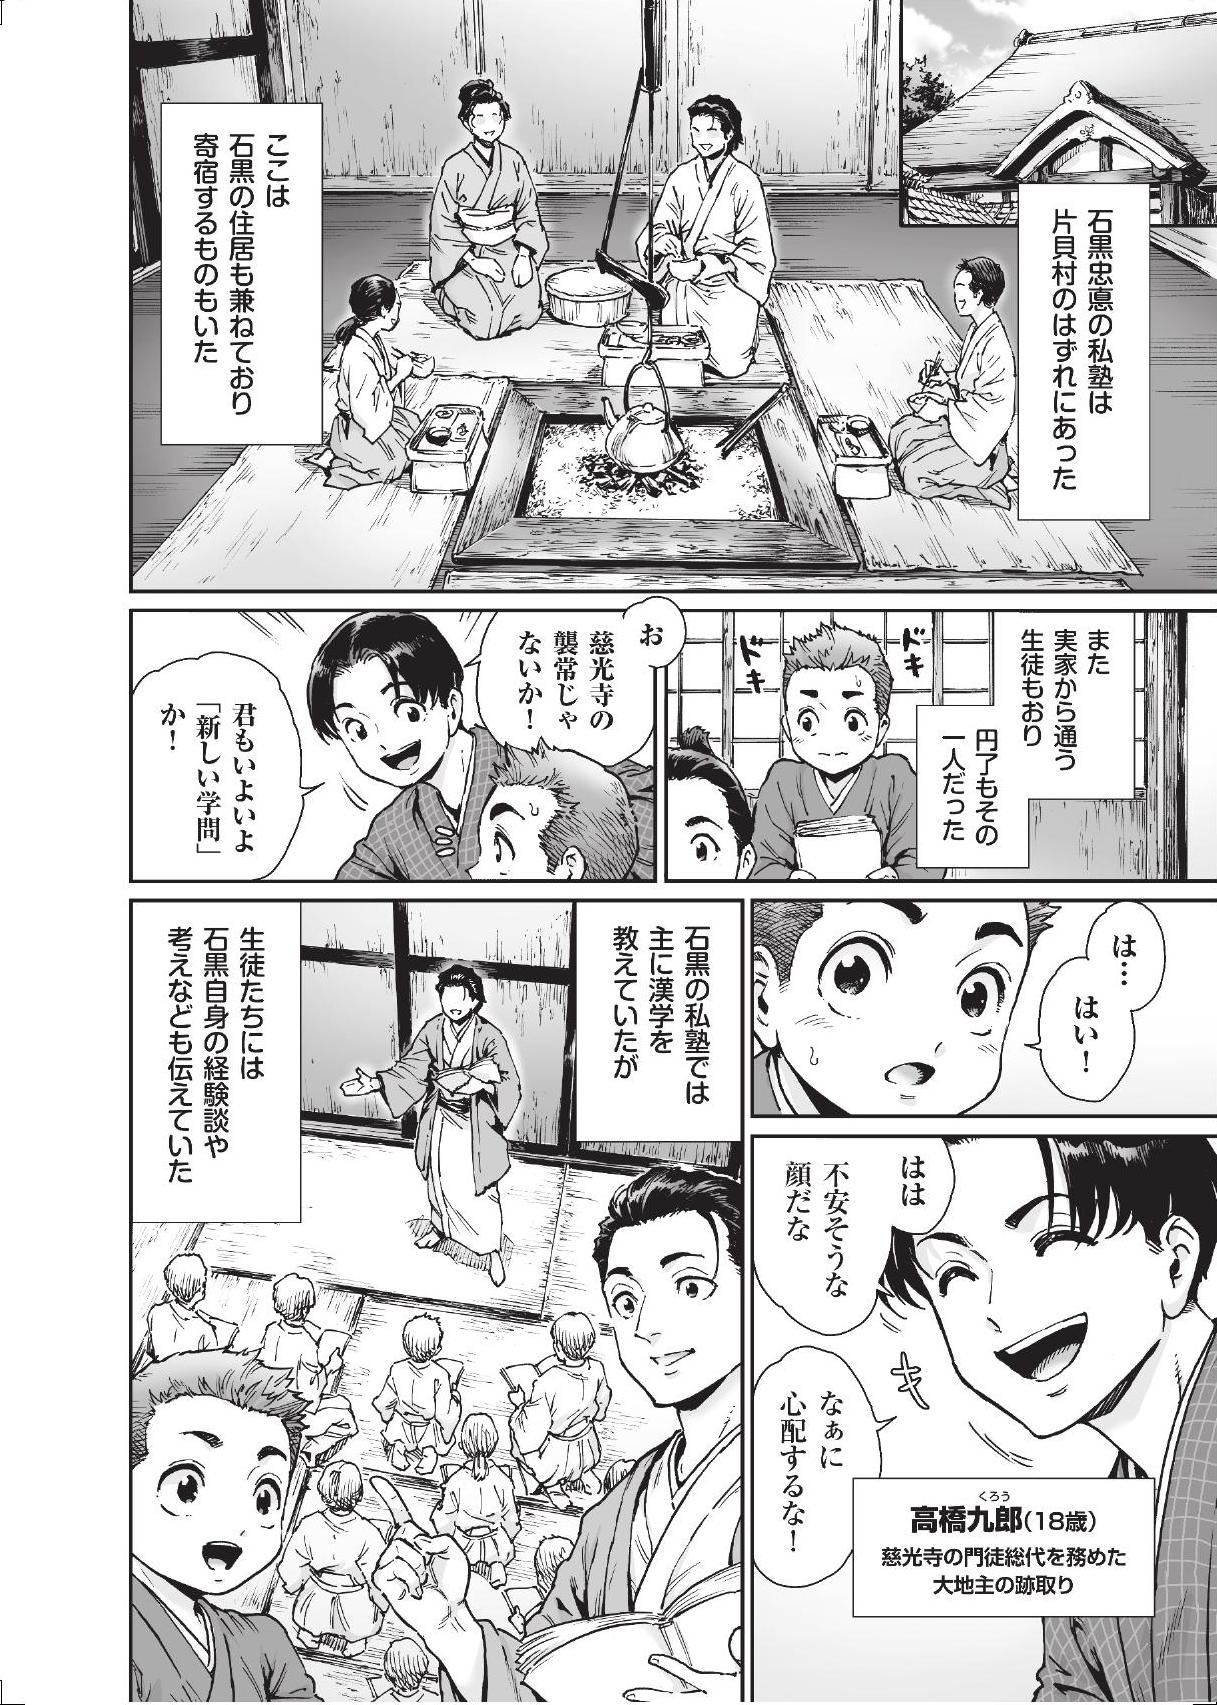 石黒忠悳の私塾は
片貝村のはずれにあった
ここは
石黒の住居も兼ねており
寄宿するものもいた
また
実家から通う
生徒もおり
円了もその
一人だった
ドキ
ドキ
お
慈光寺の
襲常じゃ
ないか!
君もいよいよ
「新しい学問」
か!
は…
はい!
はは
不安そうな
顔だな
なぁに
心配するな!
キ
くろう
高橋九郎(18歳)
慈光寺の門徒総代を務めた
大地主の跡取り
石黒の私塾では
主に漢学を
教えていたが
生徒たちには
石黒自身の経験談や
考えなども伝えていた